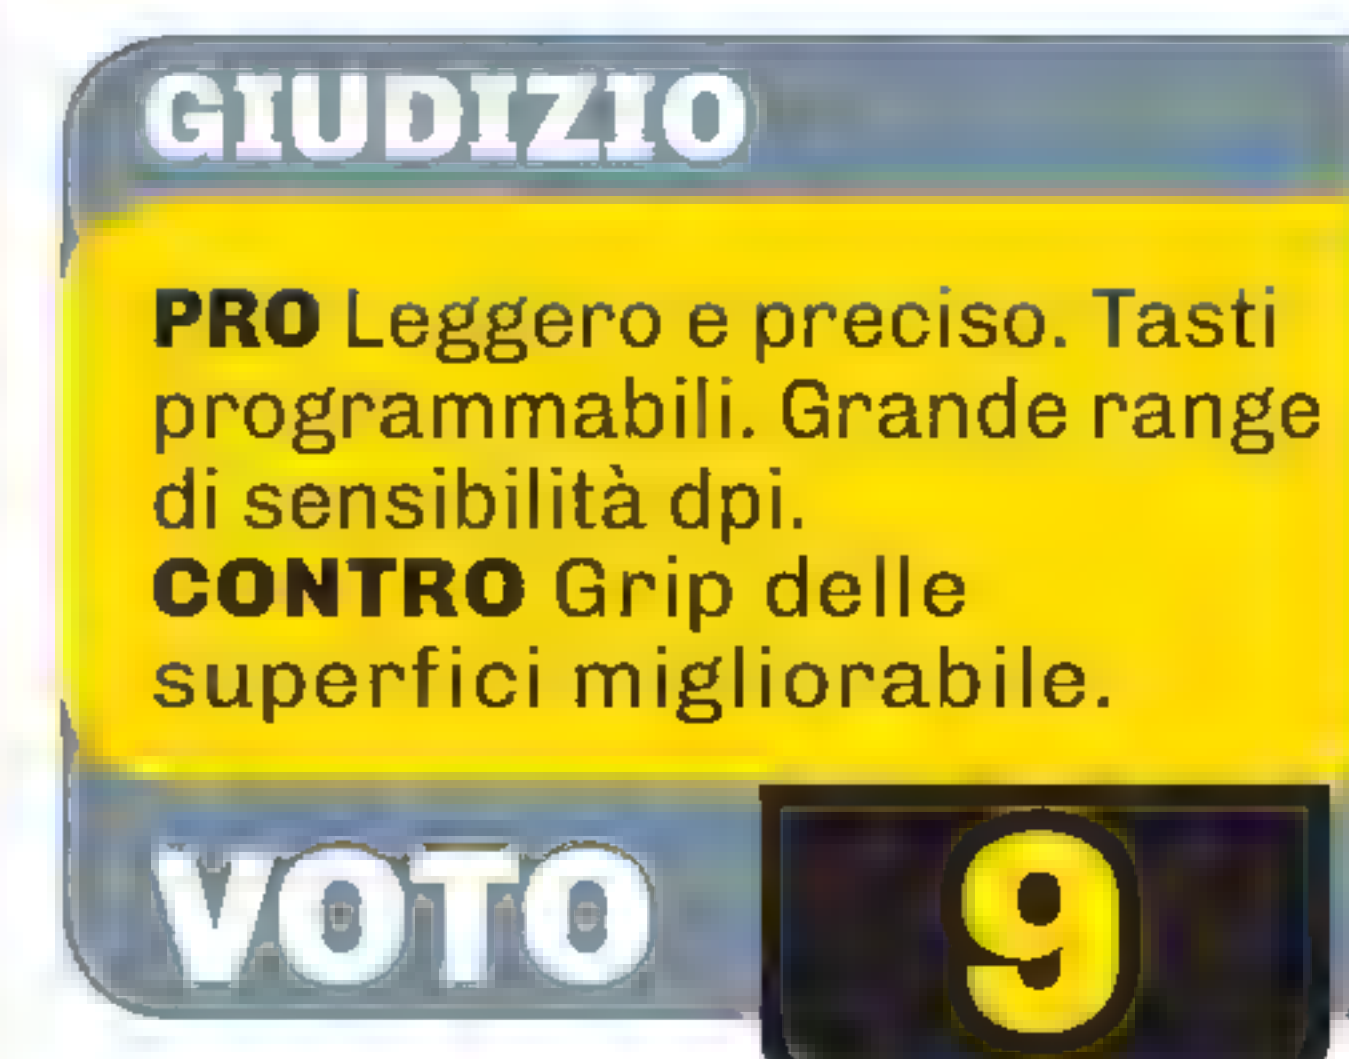 GIUDIZIO
PRO Leggero e preciso. Tasti
programmabili. Grande range
di sensibilità dpi.
CONTRO Grip delle
superfici migliorabile.
VOTO 9